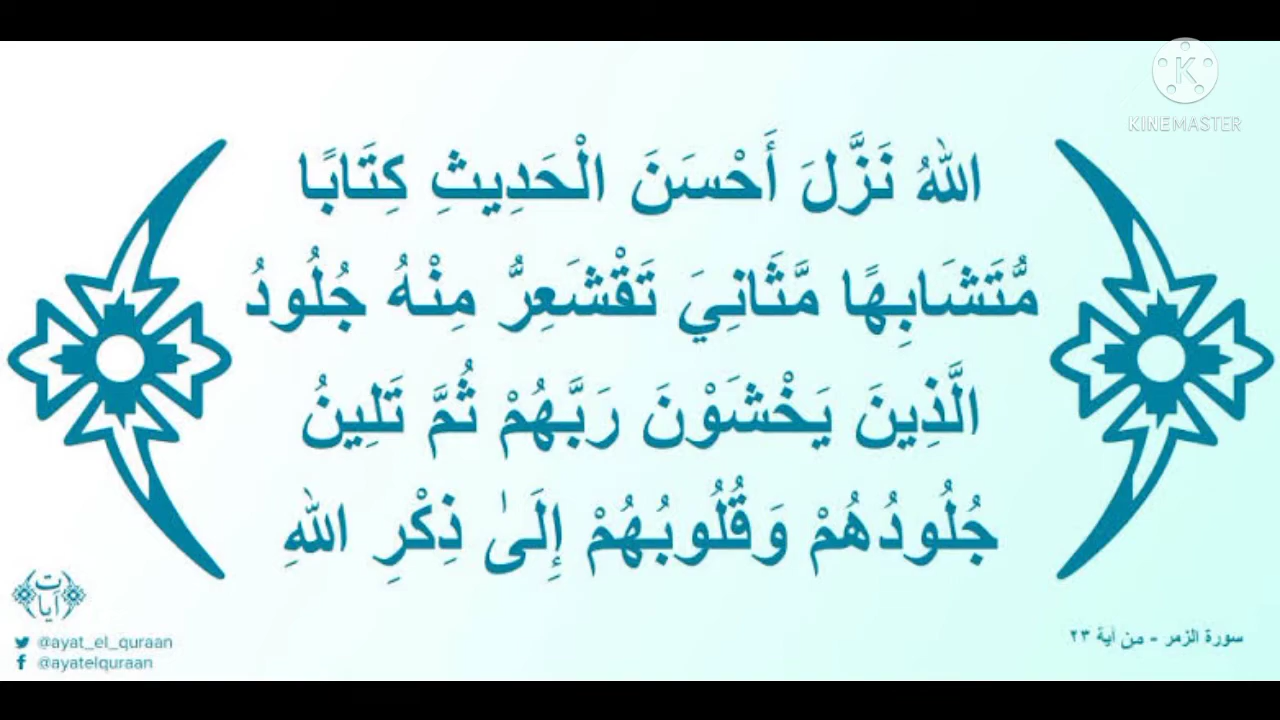 KINEMASTER
اللهُ نَزَّلَ أَحْسَنَ الْحَدِيثِ كِتَابًا
مُّتَشَابِهًا مَّثَانِيَ تَقْشَعِرُّ مِنْهُ جُلُودُ
الَّذِينَ يَخْشَوْنَ رَبَّهُمْ ثُمَّ تَلِينُ
جُلُودُهُمْ وَقُلُوبُهُمْ إِلَىٰ ذِكْرِ اللهِ
سورة الزمر - من آية ٢٣
آيات
@ayat_el_quraan
@ayatelquraan